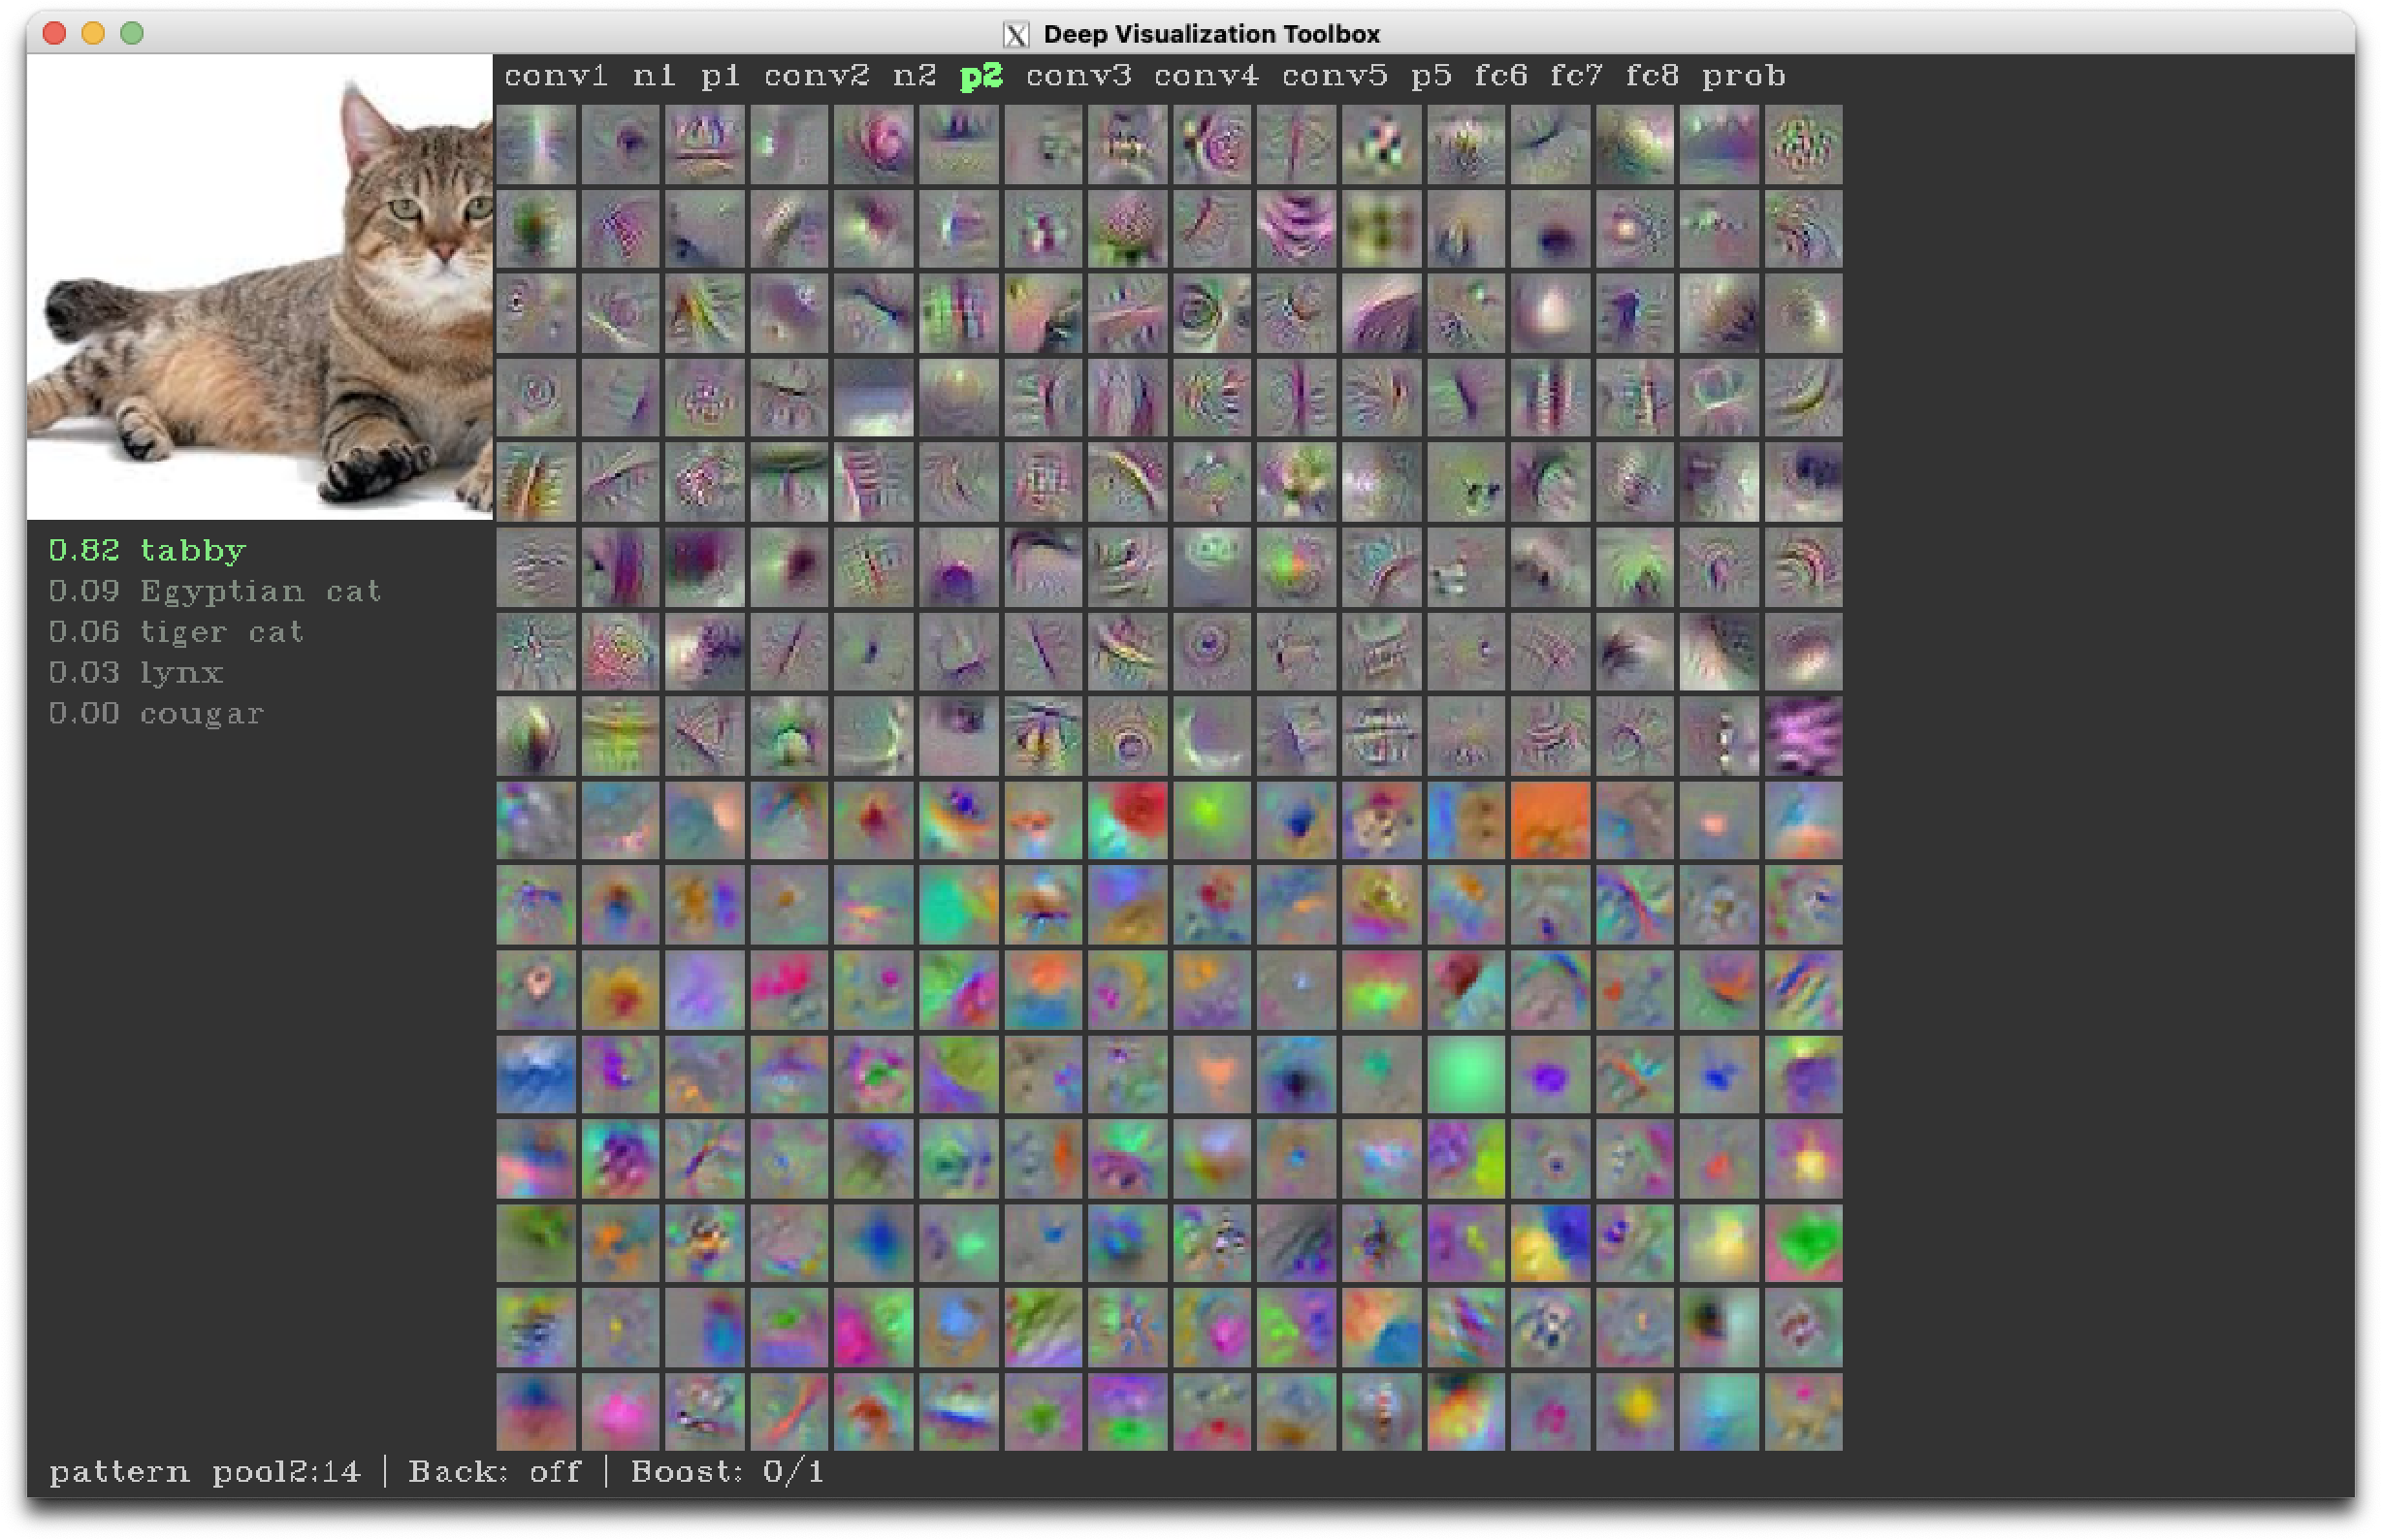 Deep Visualization Toolbox
conv1 n1 p1 conv2 n2 p2 conv3 conv4 conv5 p5 fc6 fc7 fc8 prob
0.82 tabby
0.09 Egyptian cat
0.06 tiger cat
0.03 lynx
0.00 cougar
pattern pool2:14 | Back: off | Boost: 0/1